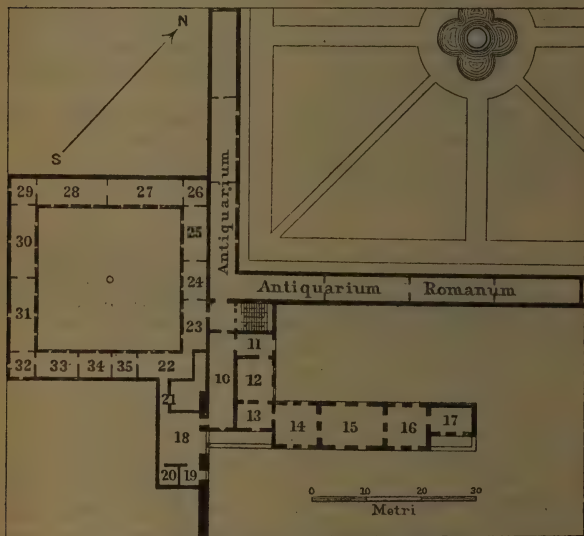 N
S
29 28 27 26
Antiquarium
30 25
24
Antiquarium Romanum
31 23
11
32 33 34 35 22 10 12
21 13
14 15 16 17
18
20 19
0 10 20 30
Metri